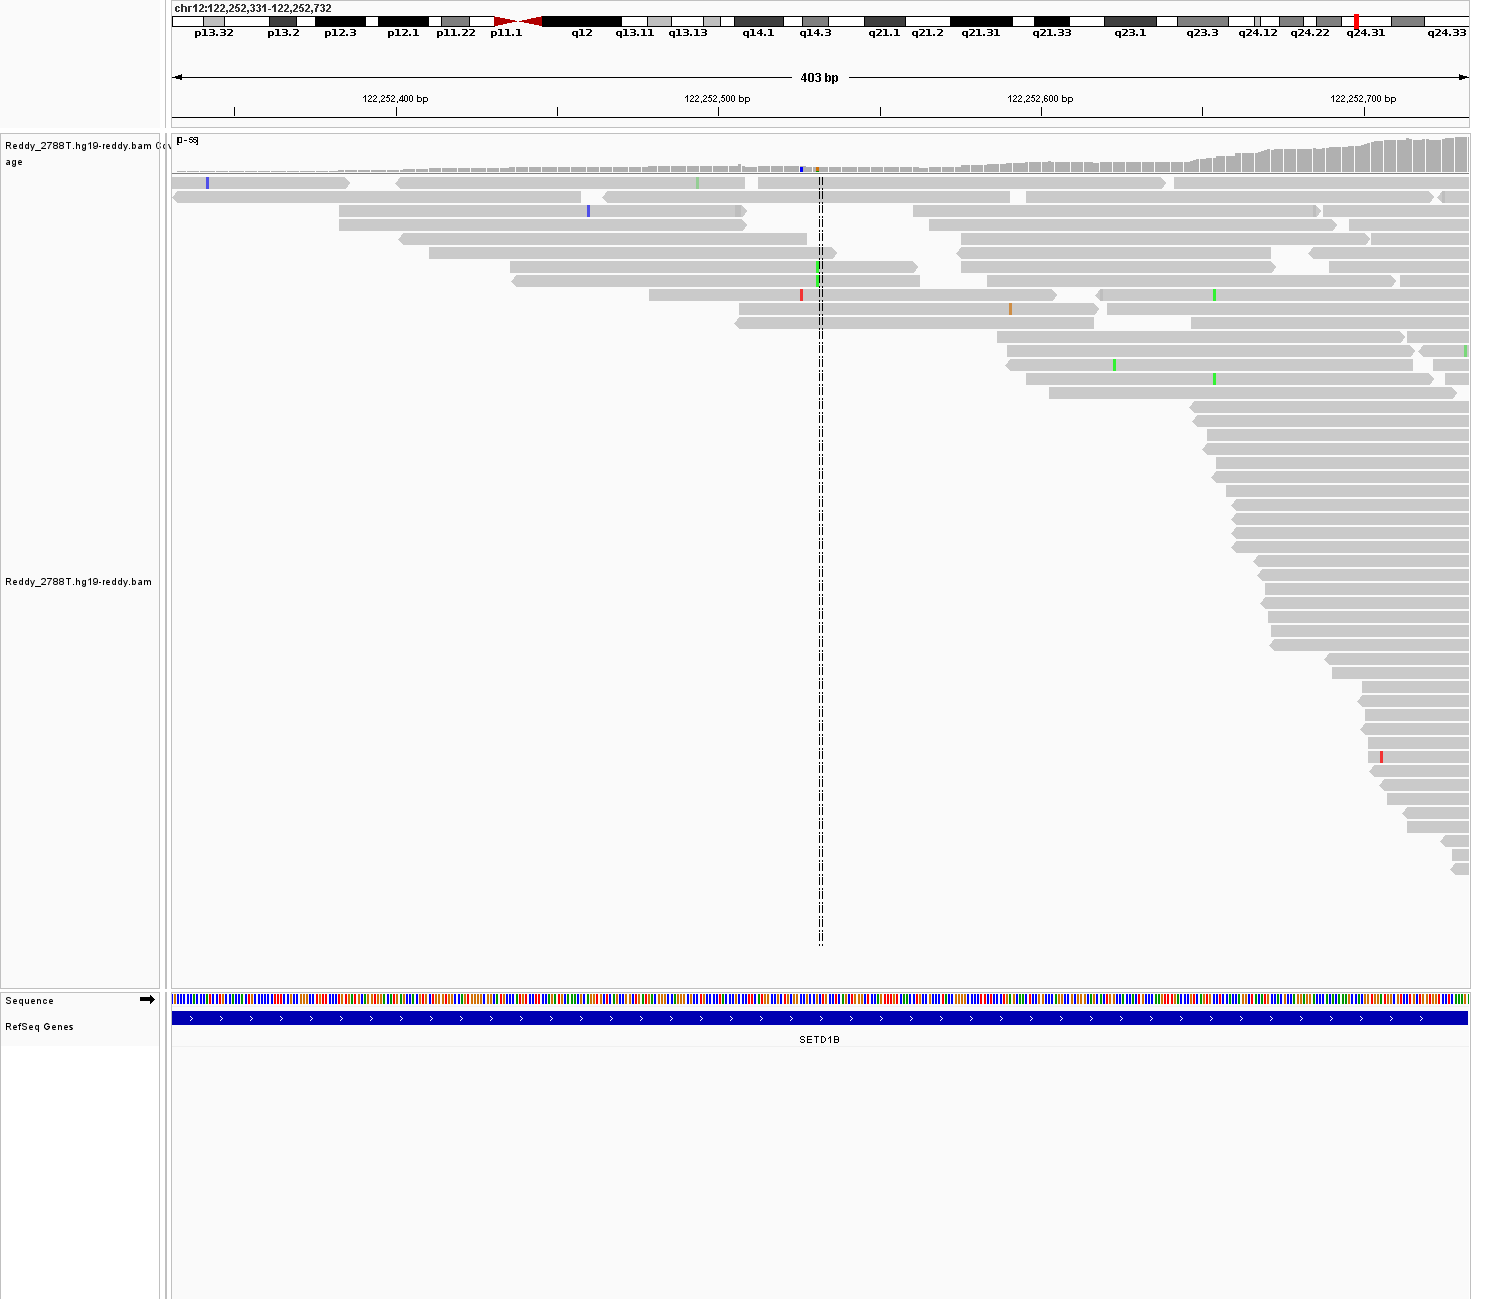 chr12:122,252,331-122,252,732
p13.32 p13.2 p12.3 p12.1 p11.22 p11.1 q12 q13.11 q13.13 q14.1 q14.3 q21.1 q21.2 q21.31 q21.33 q23.1 q23.3 q24.12 q24.22 q24.31 q24.33
403 bp
122,252,400 bp 122,252,500 bp 122,252,600 bp 122,252,700 bp
Reddy_2788T.hg19-reddy.bam Cov
age
Reddy_2788T.hg19-reddy.bam
Sequence
RefSeq Genes
SETD1B